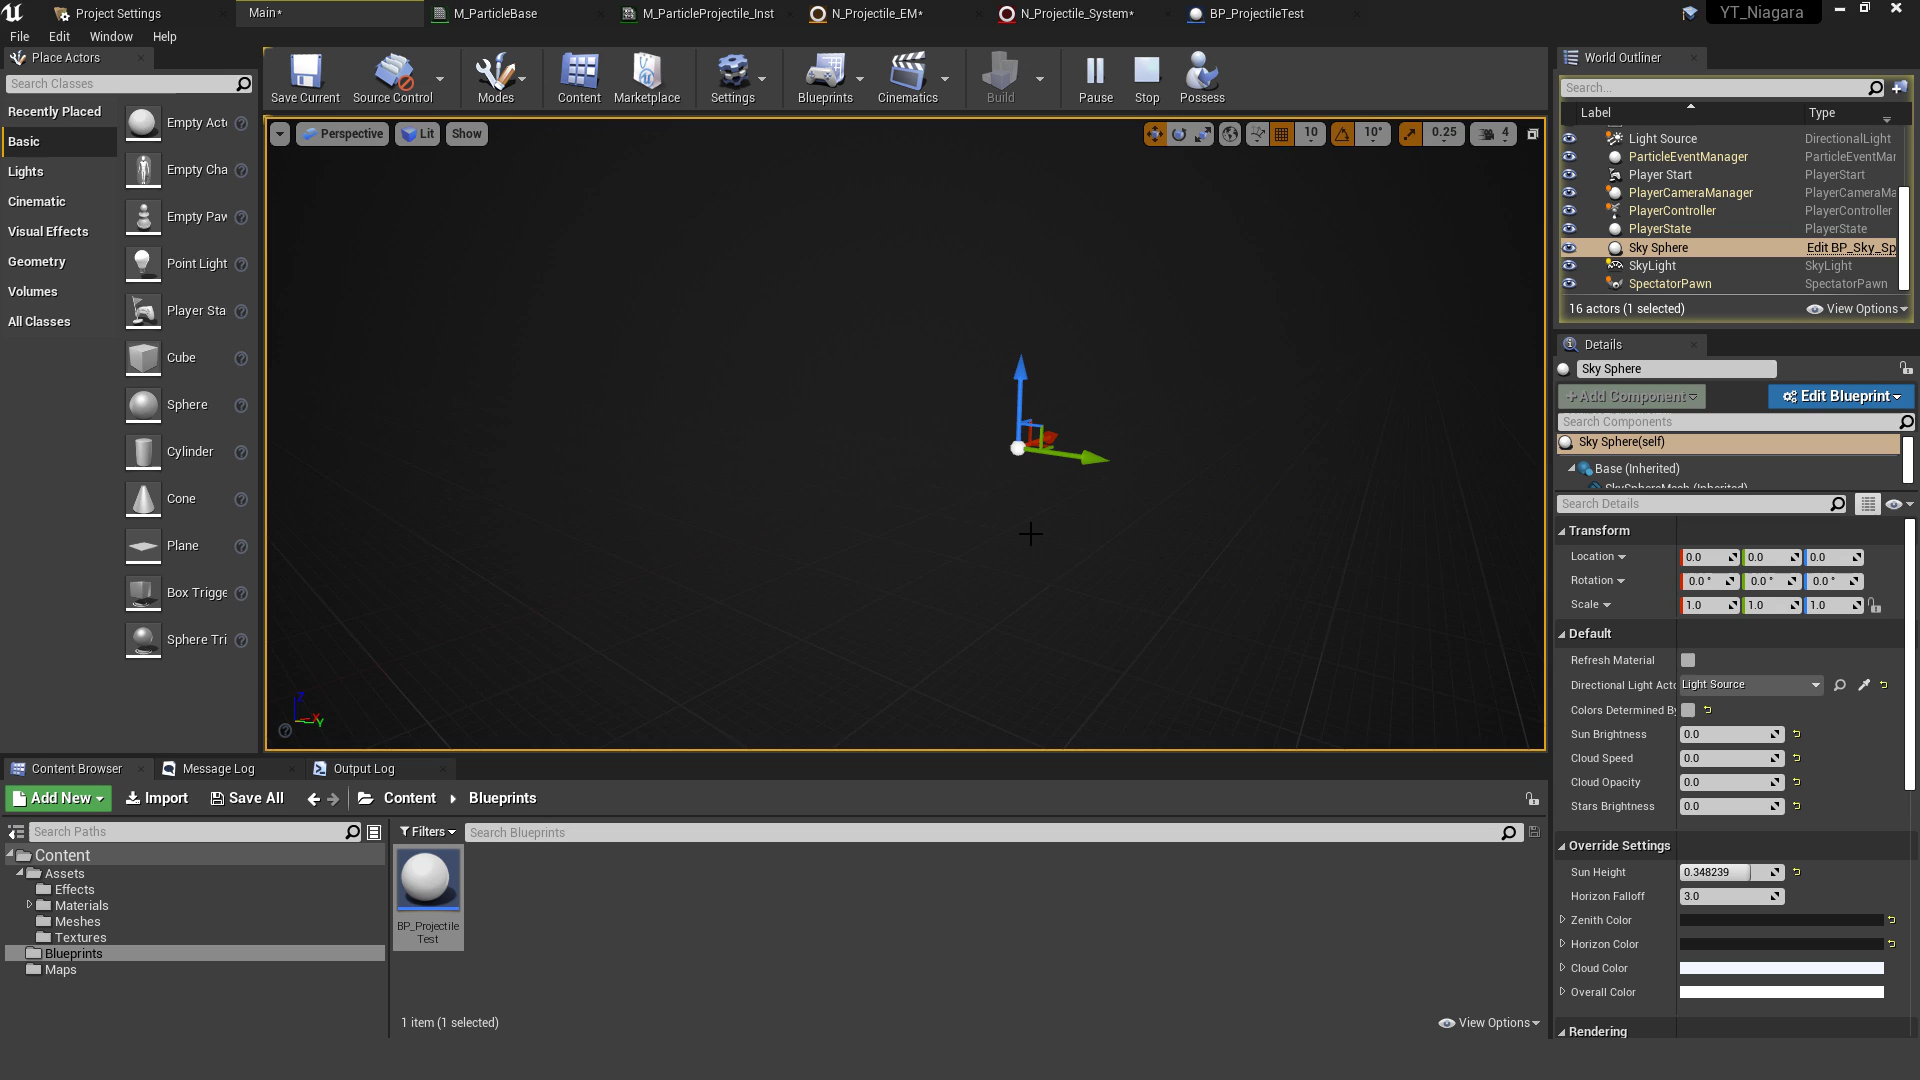 Project Settings
Main*
M_ParticleBase
M_ParticleProjectile_Inst
N_Projectile_EM*
N_Projectile_System*
BP_ProjectileTest
YT_Niagara
File Edit Window Help
Place Actors
Search Classes
Recently Placed
Basic
Lights
Cinematic
Visual Effects
Geometry
Volumes
All Classes
Empty Act
Empty Cha
Empty Paw
Point Light
Player Sta
Cube
Sphere
Cylinder
Cone
Plane
Box Trigge
Sphere Tri
Save Current
Source Control
Modes
Content
Marketplace
Settings
Blueprints
Cinematics
Build
Pause
Stop
Possess
Perspective
Lit
Show
10
10°
0.25
4
Z
X
Y
World Outliner
Search...
Label Type
Light Source DirectionalLight
ParticleEventManager ParticleEventMar
Player Start PlayerStart
PlayerCameraManager PlayerCameraMa
PlayerController PlayerController
PlayerState PlayerState
Sky Sphere Edit BP_Sky_Sp
SkyLight SkyLight
SpectatorPawn SpectatorPawn
16 actors (1 selected) View Options
Details
Sky Sphere
+Add Component Edit Blueprint
Search Components
Sky Sphere(self)
Base (Inherited)
SkySphereMesh (Inherited)
Search Details
Transform
Location 0.0 0.0 0.0
Rotation 0.0 ° 0.0 ° 0.0 °
Scale 1.0 1.0 1.0
Default
Refresh Material
Directional Light Acto Light Source
Colors Determined By
Sun Brightness 0.0
Cloud Speed 0.0
Cloud Opacity 0.0
Stars Brightness 0.0
Override Settings
Sun Height 0.348239
Horizon Falloff 3.0
Zenith Color
Horizon Color
Cloud Color
Overall Color
Rendering
Content Browser
Message Log
Output Log
Add New Import Save All Content Blueprints
Search Paths
Filters
Search Blueprints
Content
Assets
Effects
Materials
Meshes
Textures
Blueprints
Maps
BP_Projectile
Test
1 item (1 selected)
View Options